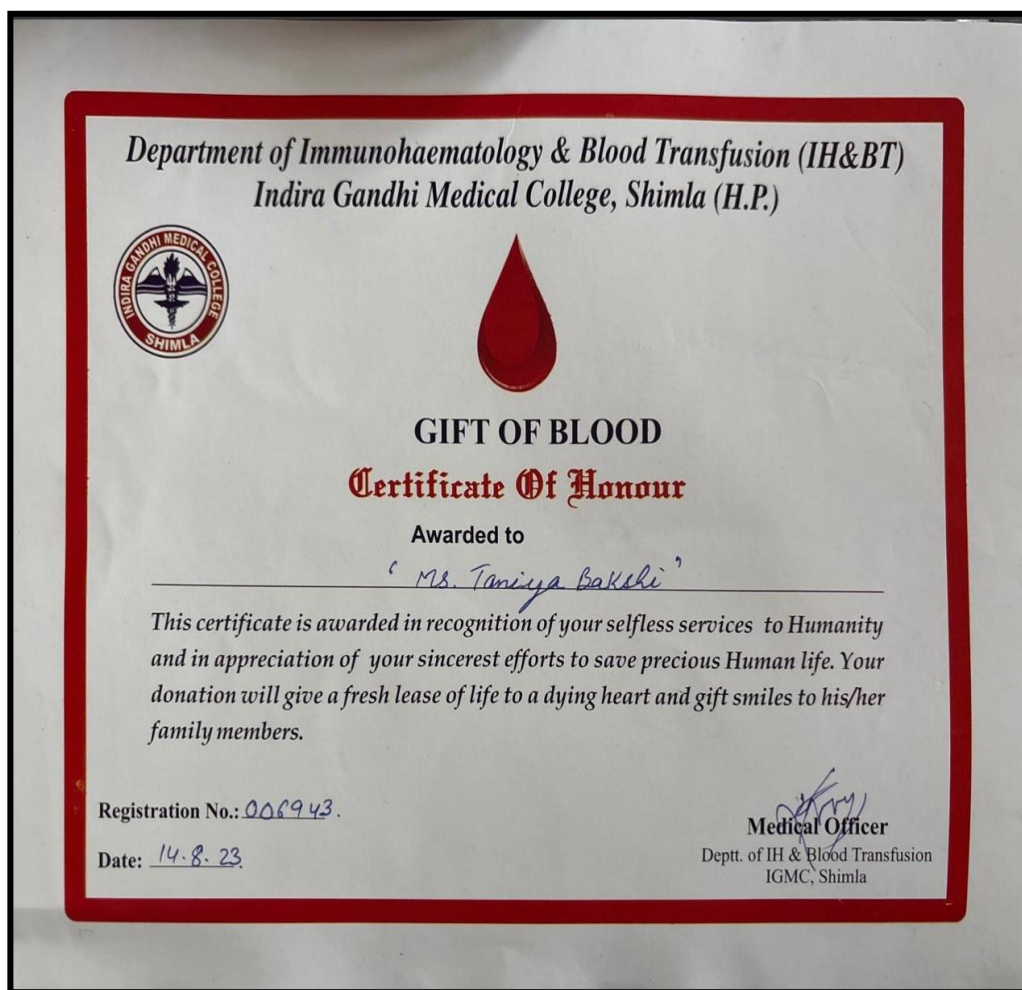 Department of Immunohaematology & Blood Transfusion (IH&BT)
Indira Gandhi Medical College, Shimla (H.P.)
INDIRA GANDHI MEDICAL COLLEGE
SHIMLA
GIFT OF BLOOD
Certificate Of Honour
Awarded to
‘ Ms. Taniya Bakshi ’
This certificate is awarded in recognition of your selfless services to Humanity
and in appreciation of your sincerest efforts to save precious Human life. Your
donation will give a fresh lease of life to a dying heart and gift smiles to his/her
family members.
Registration No.: 006943.
Date: 14.8.23
Medical Officer
Deptt. of IH & Blood Transfusion
IGMC, Shimla